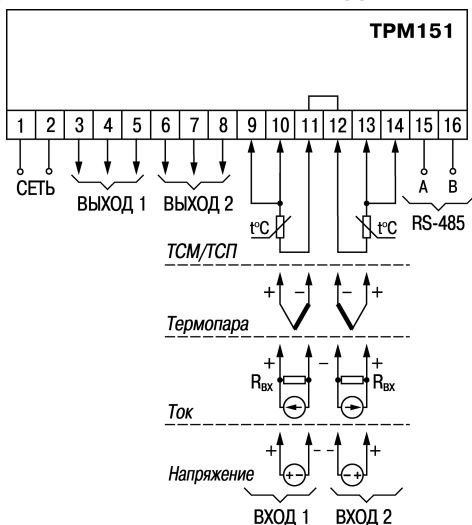 ТРМ151
1 2 3 4 5 6 7 8 9 10 11 12 13 14 15 16
СЕТЬ ВЫХОД 1 ВЫХОД 2 A B
RS-485
t°C t°C
ТСМ/ТСП
+ – – +
Термопара
+ – +
Rвх Rвх
Ток
+ – – +
Напряжение + – – +
ВХОД 1 ВХОД 2